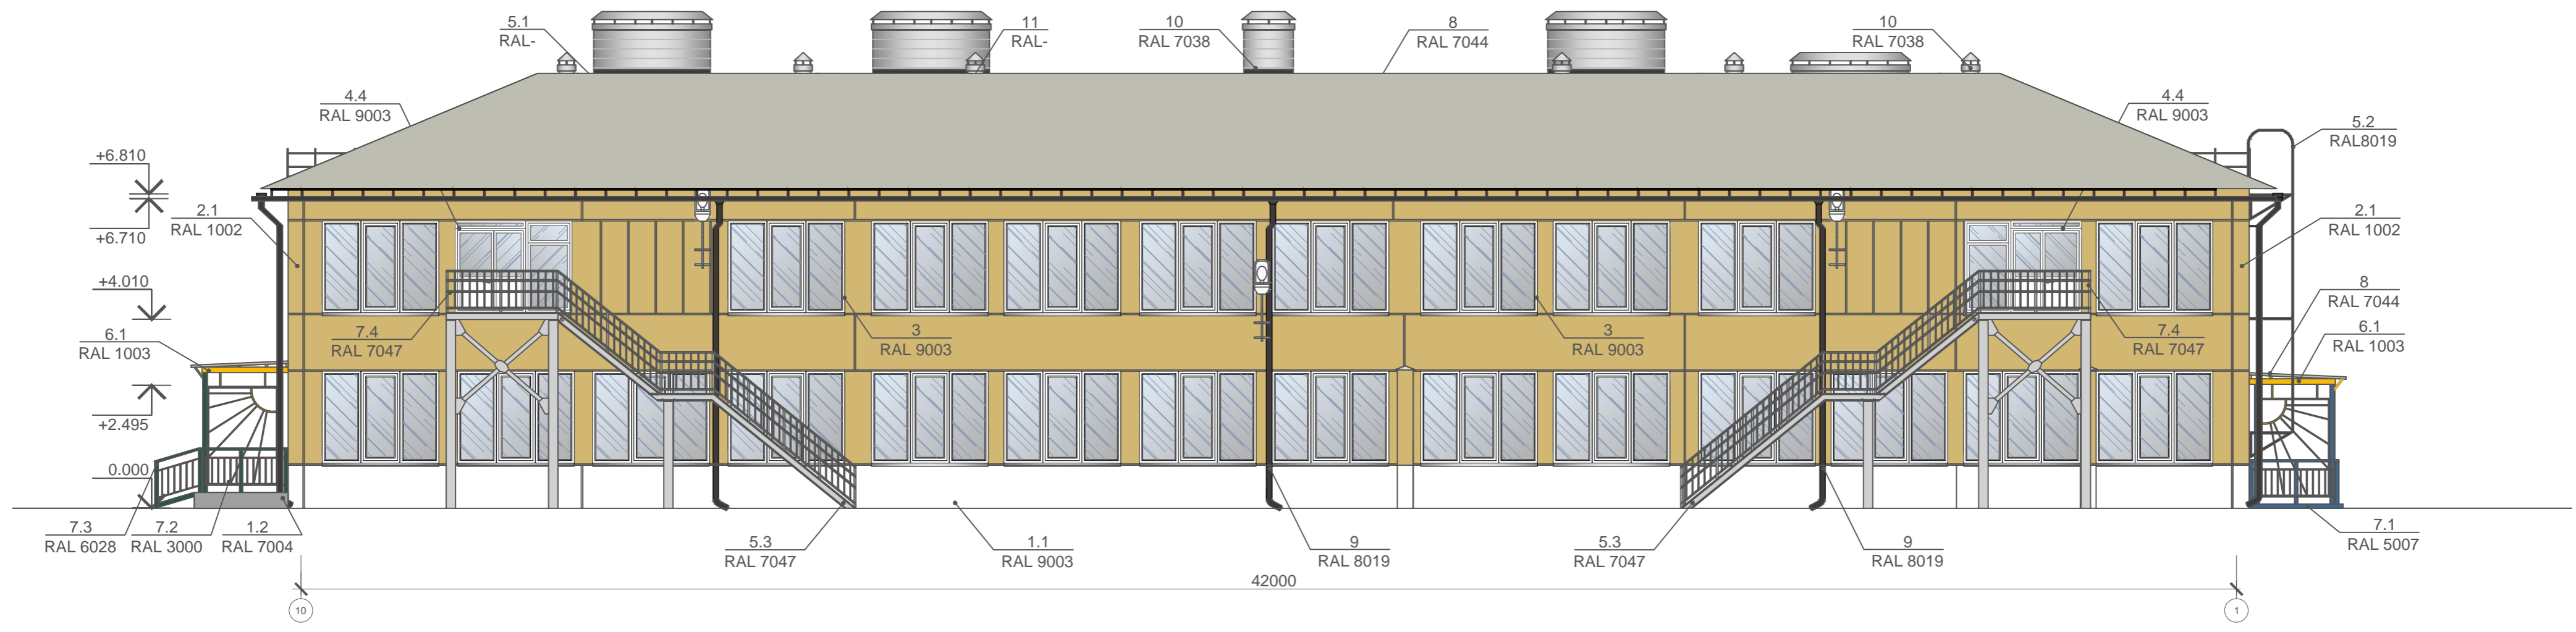 5.1
RAL-
11
RAL-
10
RAL 7038
8
RAL 7044
10
RAL 7038
4.4
RAL 9003
4.4
RAL 9003
5.2
RAL8019
+6.810
2.1
RAL 1002
+6.710
2.1
RAL 1002
+4.010
8
RAL 7044
7.4
RAL 7047
3
RAL 9003
3
RAL 9003
7.4
RAL 7047
6.1
RAL 1003
6.1
RAL 1003
+2.495
0.000
7.3
RAL 6028
7.2
RAL 3000
1.2
RAL 7004
5.3
RAL 7047
1.1
RAL 9003
9
RAL 8019
5.3
RAL 7047
9
RAL 8019
7.1
RAL 5007
42000
10
1